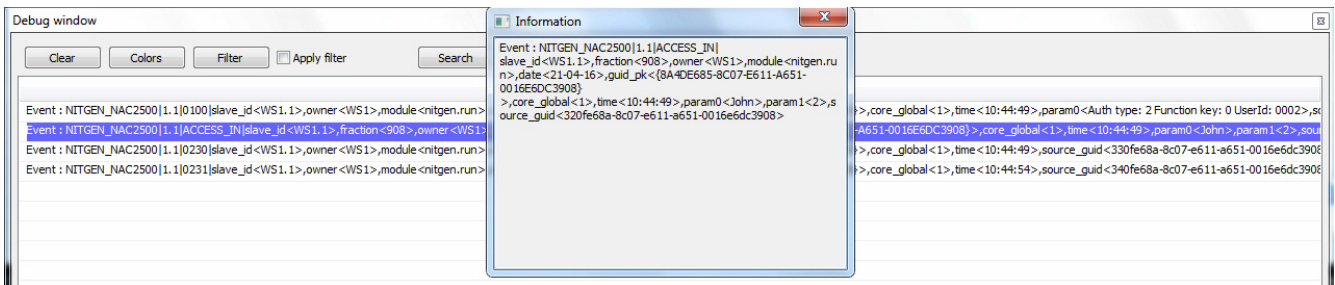 Debug window
Clear
Colors
Filter
Apply filter
Search
Event : NITGEN_NAC2500|1.1|0100|slave_id<WS1.1>,owner<WS1>,module<nitgen.run>
Event : NITGEN_NAC2500|1.1|ACCESS_IN|slave_id<WS1.1>,fraction<908>,owner<WS1>
Event : NITGEN_NAC2500|1.1|0230|slave_id<WS1.1>,owner<WS1>,module<nitgen.run>
Event : NITGEN_NAC2500|1.1|0231|slave_id<WS1.1>,owner<WS1>,module<nitgen.run>
Information
Event : NITGEN_NAC2500|1.1|ACCESS_IN|
slave_id<WS1.1>,fraction<908>,owner<WS1>,module<nitgen.ru
n>,date<21-04-16>,guid_pk<{8A4DE685-8C07-E611-A651-
0016E6DC3908}
>,core_global<1>,time<10:44:49>,param0<John>,param1<2>,s
ource_guid<320fe68a-8c07-e611-a651-0016e6dc3908>
>,core_global<1>,time<10:44:49>,param0<Auth type: 2 Function key: 0 UserId: 0002>,so
-A651-0016E6DC3908}>,core_global<1>,time<10:44:49>,param0<John>,param1<2>,sou
>,core_global<1>,time<10:44:49>,source_guid<330fe68a-8c07-e611-a651-0016e6dc3908
>,core_global<1>,time<10:44:54>,source_guid<340fe68a-8c07-e611-a651-0016e6dc3908